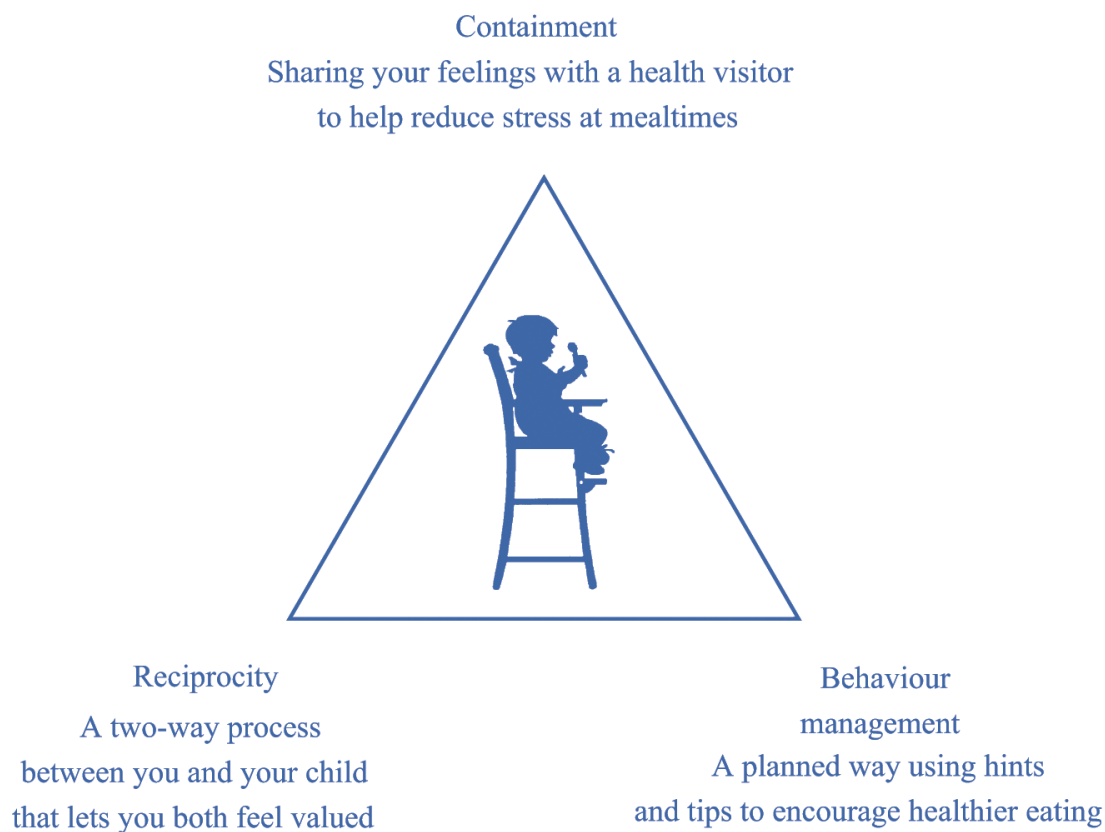 Containment
Sharing your feelings with a health visitor
to help reduce stress at mealtimes
Reciprocity
A two-way process
between you and your child
that lets you both feel valued
Behaviour
management
A planned way using hints
and tips to encourage healthier eating